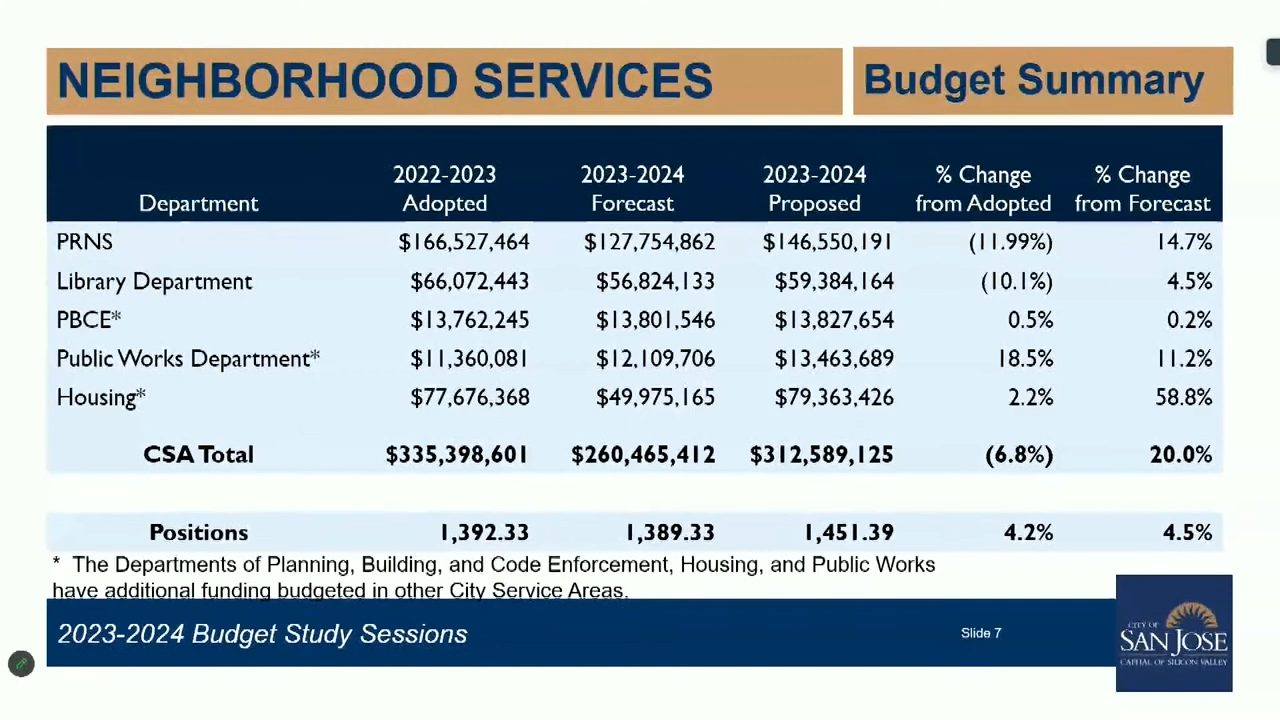 NEIGHBORHOOD SERVICES
Budget Summary
Department 2022-2023 Adopted 2023-2024 Forecast 2023-2024 Proposed % Change from Adopted % Change from Forecast
PRNS $166,527,464 $127,754,862 $146,550,191 (11.99%) 14.7%
Library Department $66,072,443 $56,824,133 $59,384,164 (10.1%) 4.5%
PBCE* $13,762,245 $13,801,546 $13,827,654 0.5% 0.2%
Public Works Department* $11,360,081 $12,109,706 $13,463,689 18.5% 11.2%
Housing* $77,676,368 $49,975,165 $79,363,426 2.2% 58.8%
CSA Total $335,398,601 $260,465,412 $312,589,125 (6.8%) 20.0%
Positions 1,392.33 1,389.33 1,451.39 4.2% 4.5%
* The Departments of Planning, Building, and Code Enforcement, Housing, and Public Works
have additional funding budgeted in other City Service Areas.
2023-2024 Budget Study Sessions
Slide 7
CITY OF
SAN JOSE
CAPITAL OF SILICON VALLEY